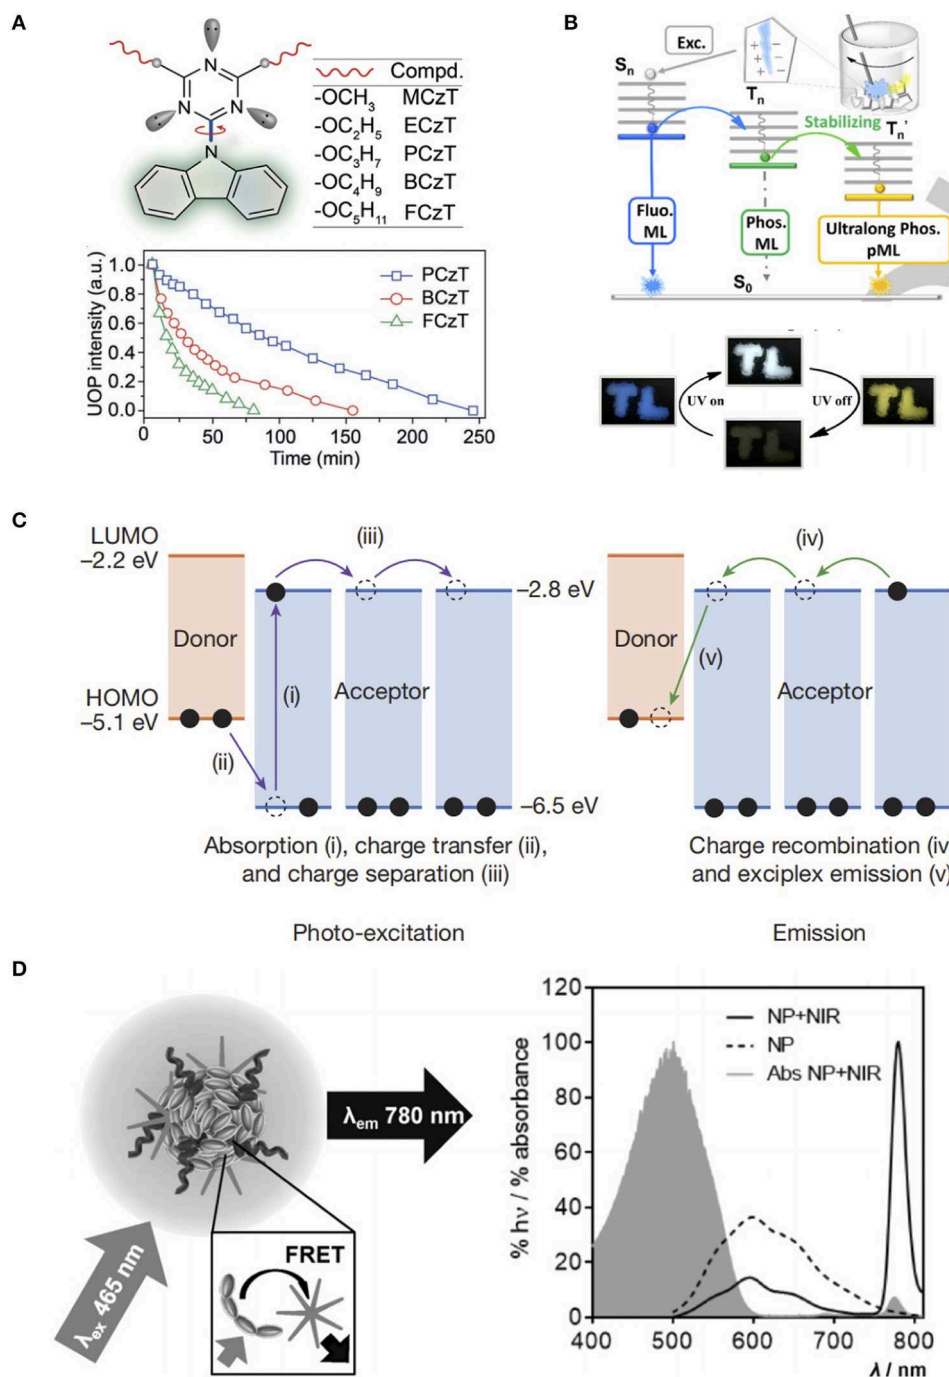 A
N
N
N
N
Compd.
-OCH₃ MCzT
-OC₂H₅ ECzT
-OC₃H₇ PCzT
-OC₄H₉ BCzT
-OC₅H₁₁ FCzT
UOP intensity (a.u.)
1.0
0.8
0.6
0.4
0.2
0.0
PCzT
BCzT
FCzT
0 50 100 150 200 250
Time (min)
B
Exc.
Sₙ
Tₙ
Stabilizing
Tₙ'
Fluo.
ML
Phos.
ML
Ultralong Phos.
pML
S₀
TL
TL
UV on
UV off
TL
TL
C
LUMO
–2.2 eV
Donor
HOMO
–5.1 eV
(i)
(ii)
(iii)
Acceptor
–2.8 eV
–6.5 eV
Absorption (i), charge transfer (ii),
and charge separation (iii)
Photo-excitation
(iv)
Donor
(v)
Acceptor
Charge recombination (iv
and exciplex emission (v)
Emission
D
λem 780 nm
λex 465 nm
FRET
% hν / % absorbance
120
100
80
60
40
20
0
NP+NIR
NP
Abs NP+NIR
400 500 600 700 800
λ / nm